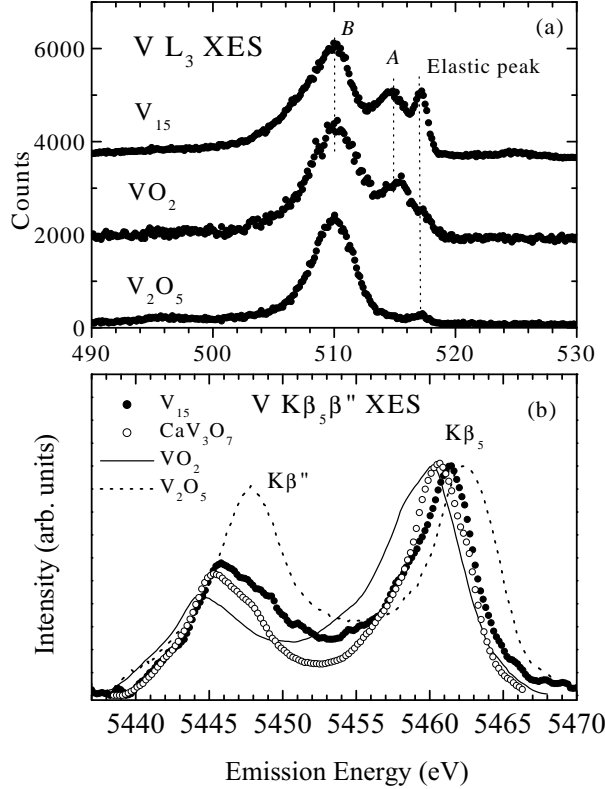 (a)
V L₃ XES
B
A
Elastic peak
V₁₅
VO₂
V₂O₅
Counts
6000
4000
2000
0
490 500 510 520 530
(b)
V Kβ₅β" XES
V₁₅
CaV₃O₇
VO₂
V₂O₅
Kβ"
Kβ₅
Intensity (arb. units)
5440 5445 5450 5455 5460 5465 5470
Emission Energy (eV)